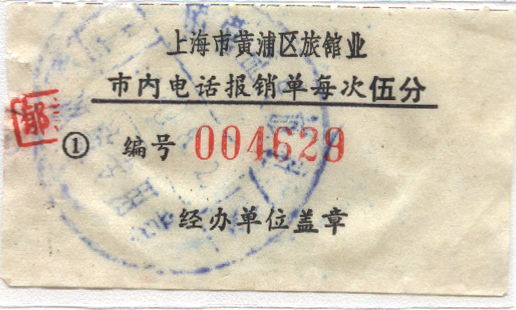 上海市黄浦区旅馆业
市内电话报销单每次伍分
① 编号 004629
经办单位盖章